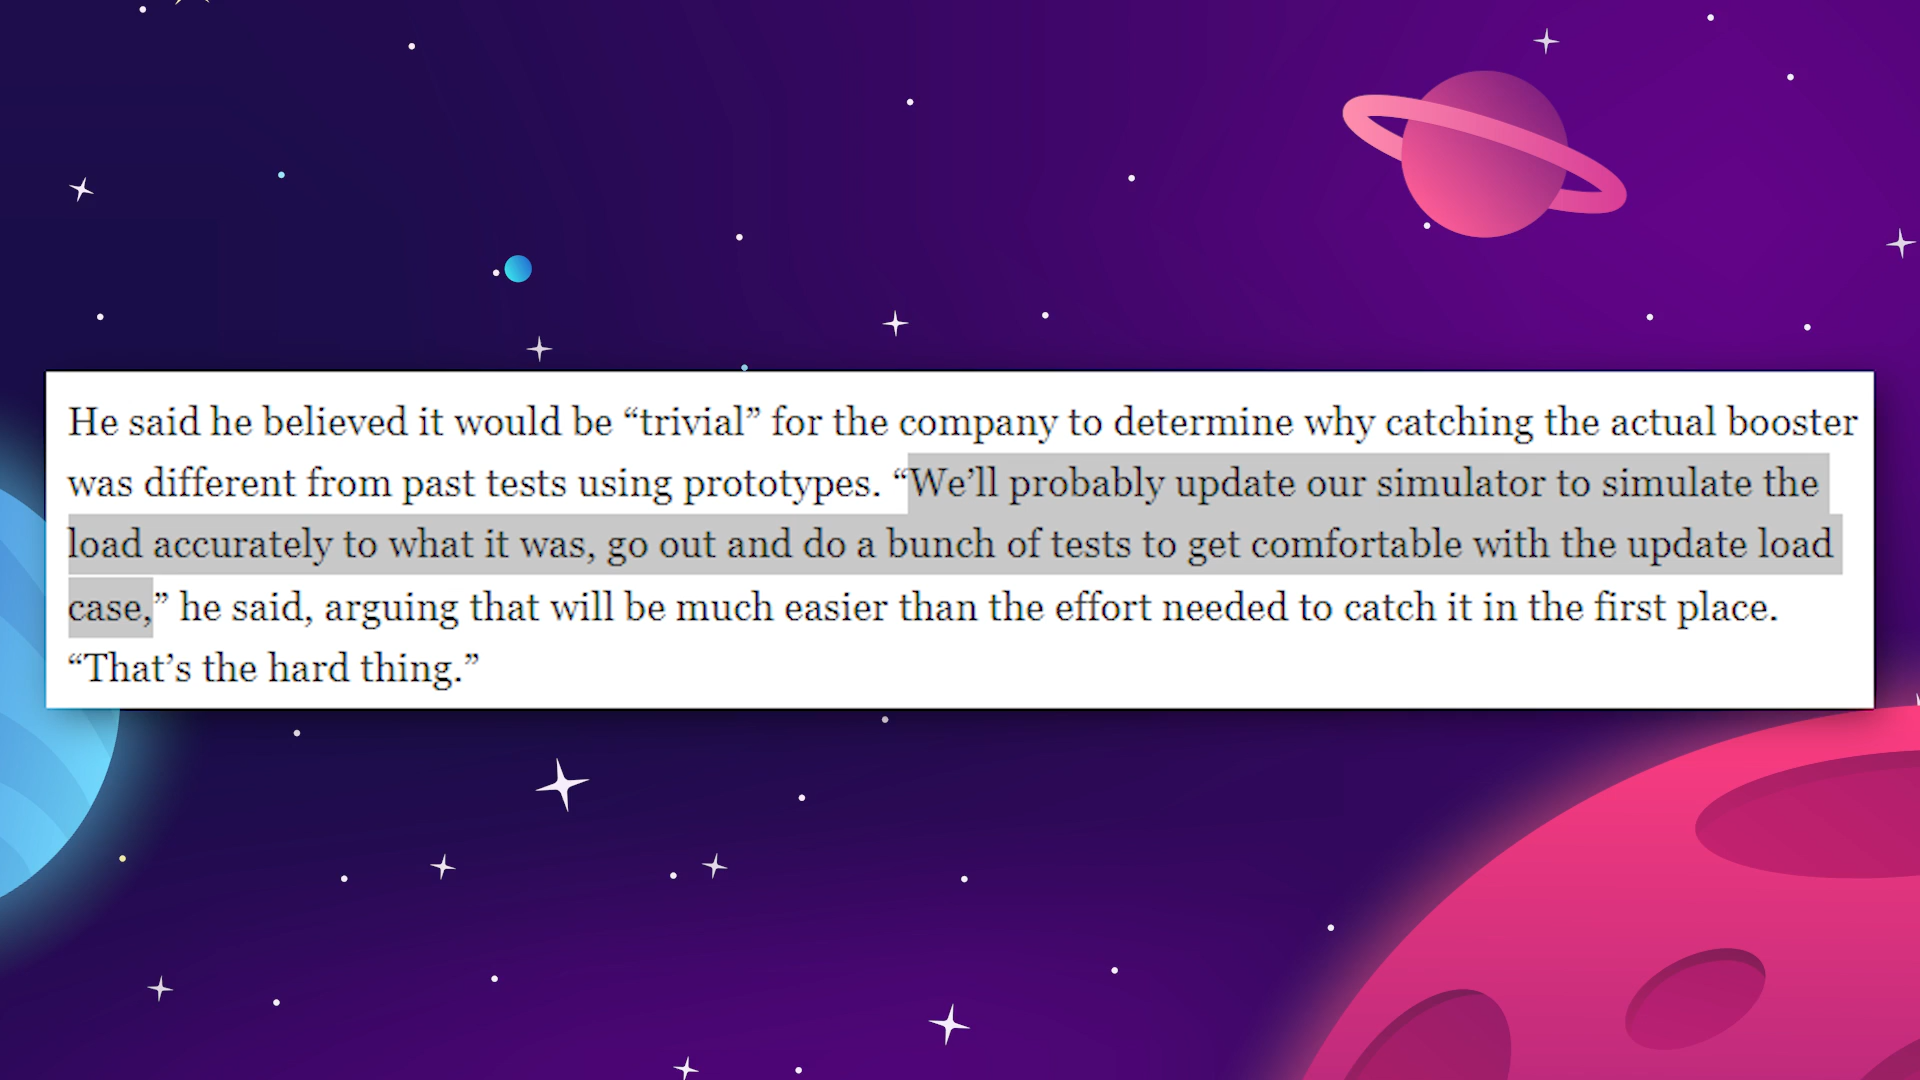 He said he believed it would be “trivial” for the company to determine why catching the actual booster
was different from past tests using prototypes. “We’ll probably update our simulator to simulate the
load accurately to what it was, go out and do a bunch of tests to get comfortable with the update load
case,” he said, arguing that will be much easier than the effort needed to catch it in the first place.
“That’s the hard thing.”